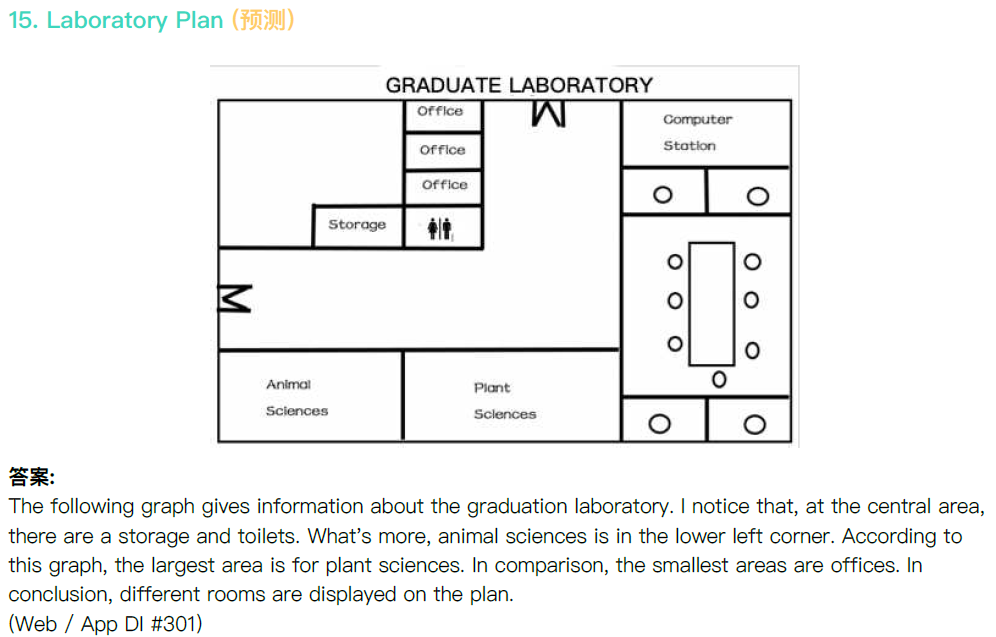 15. Laboratory Plan (预测)
GRADUATE LABORATORY
Office
Office
Office
Storage
Computer
Station
Animal
Sciences
Plant
Sciences
答案:
The following graph gives information about the graduation laboratory. I notice that, at the central area,
there are a storage and toilets. What's more, animal sciences is in the lower left corner. According to
this graph, the largest area is for plant sciences. In comparison, the smallest areas are offices. In
conclusion, different rooms are displayed on the plan.
(Web / App DI #301)